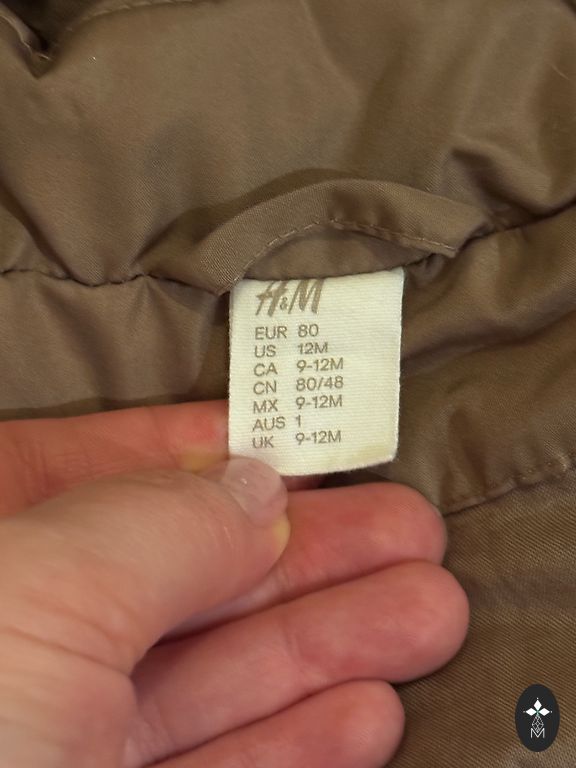 H&M
EUR 80
US 12M
CA 9-12M
CN 80/48
MX 9-12M
AUS 1
UK 9-12M
M